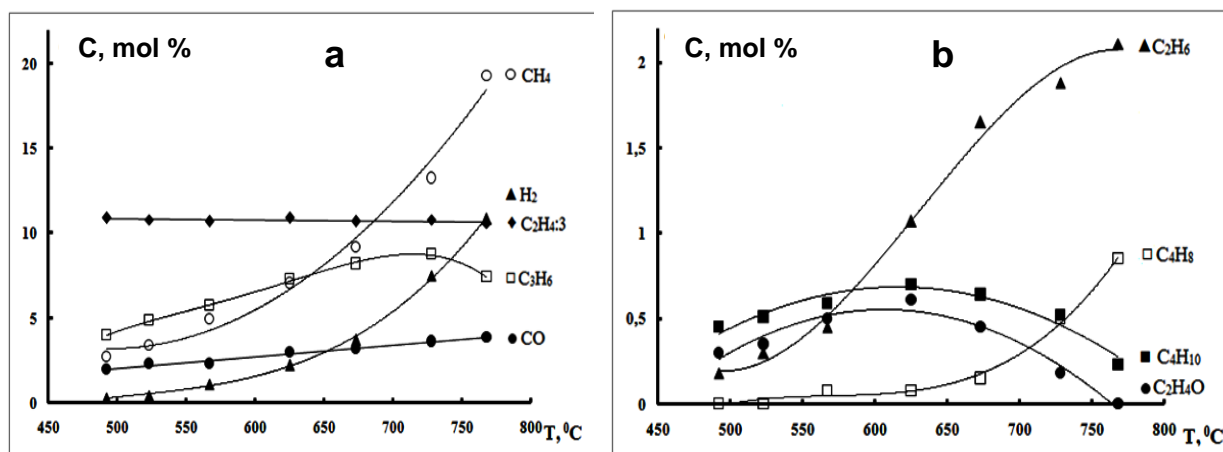 C, mol %
a
20
15
10
5
0
450
500
550
600
650
700
750
800
T, ⁰C
CH₄
H₂
C₂H₄:3
C₃H₆
CO
C, mol %
b
2
1,5
1
0,5
0
450
500
550
600
650
700
750
800
T, ⁰C
C₂H₆
C₄H₈
C₄H₁₀
C₂H₄O